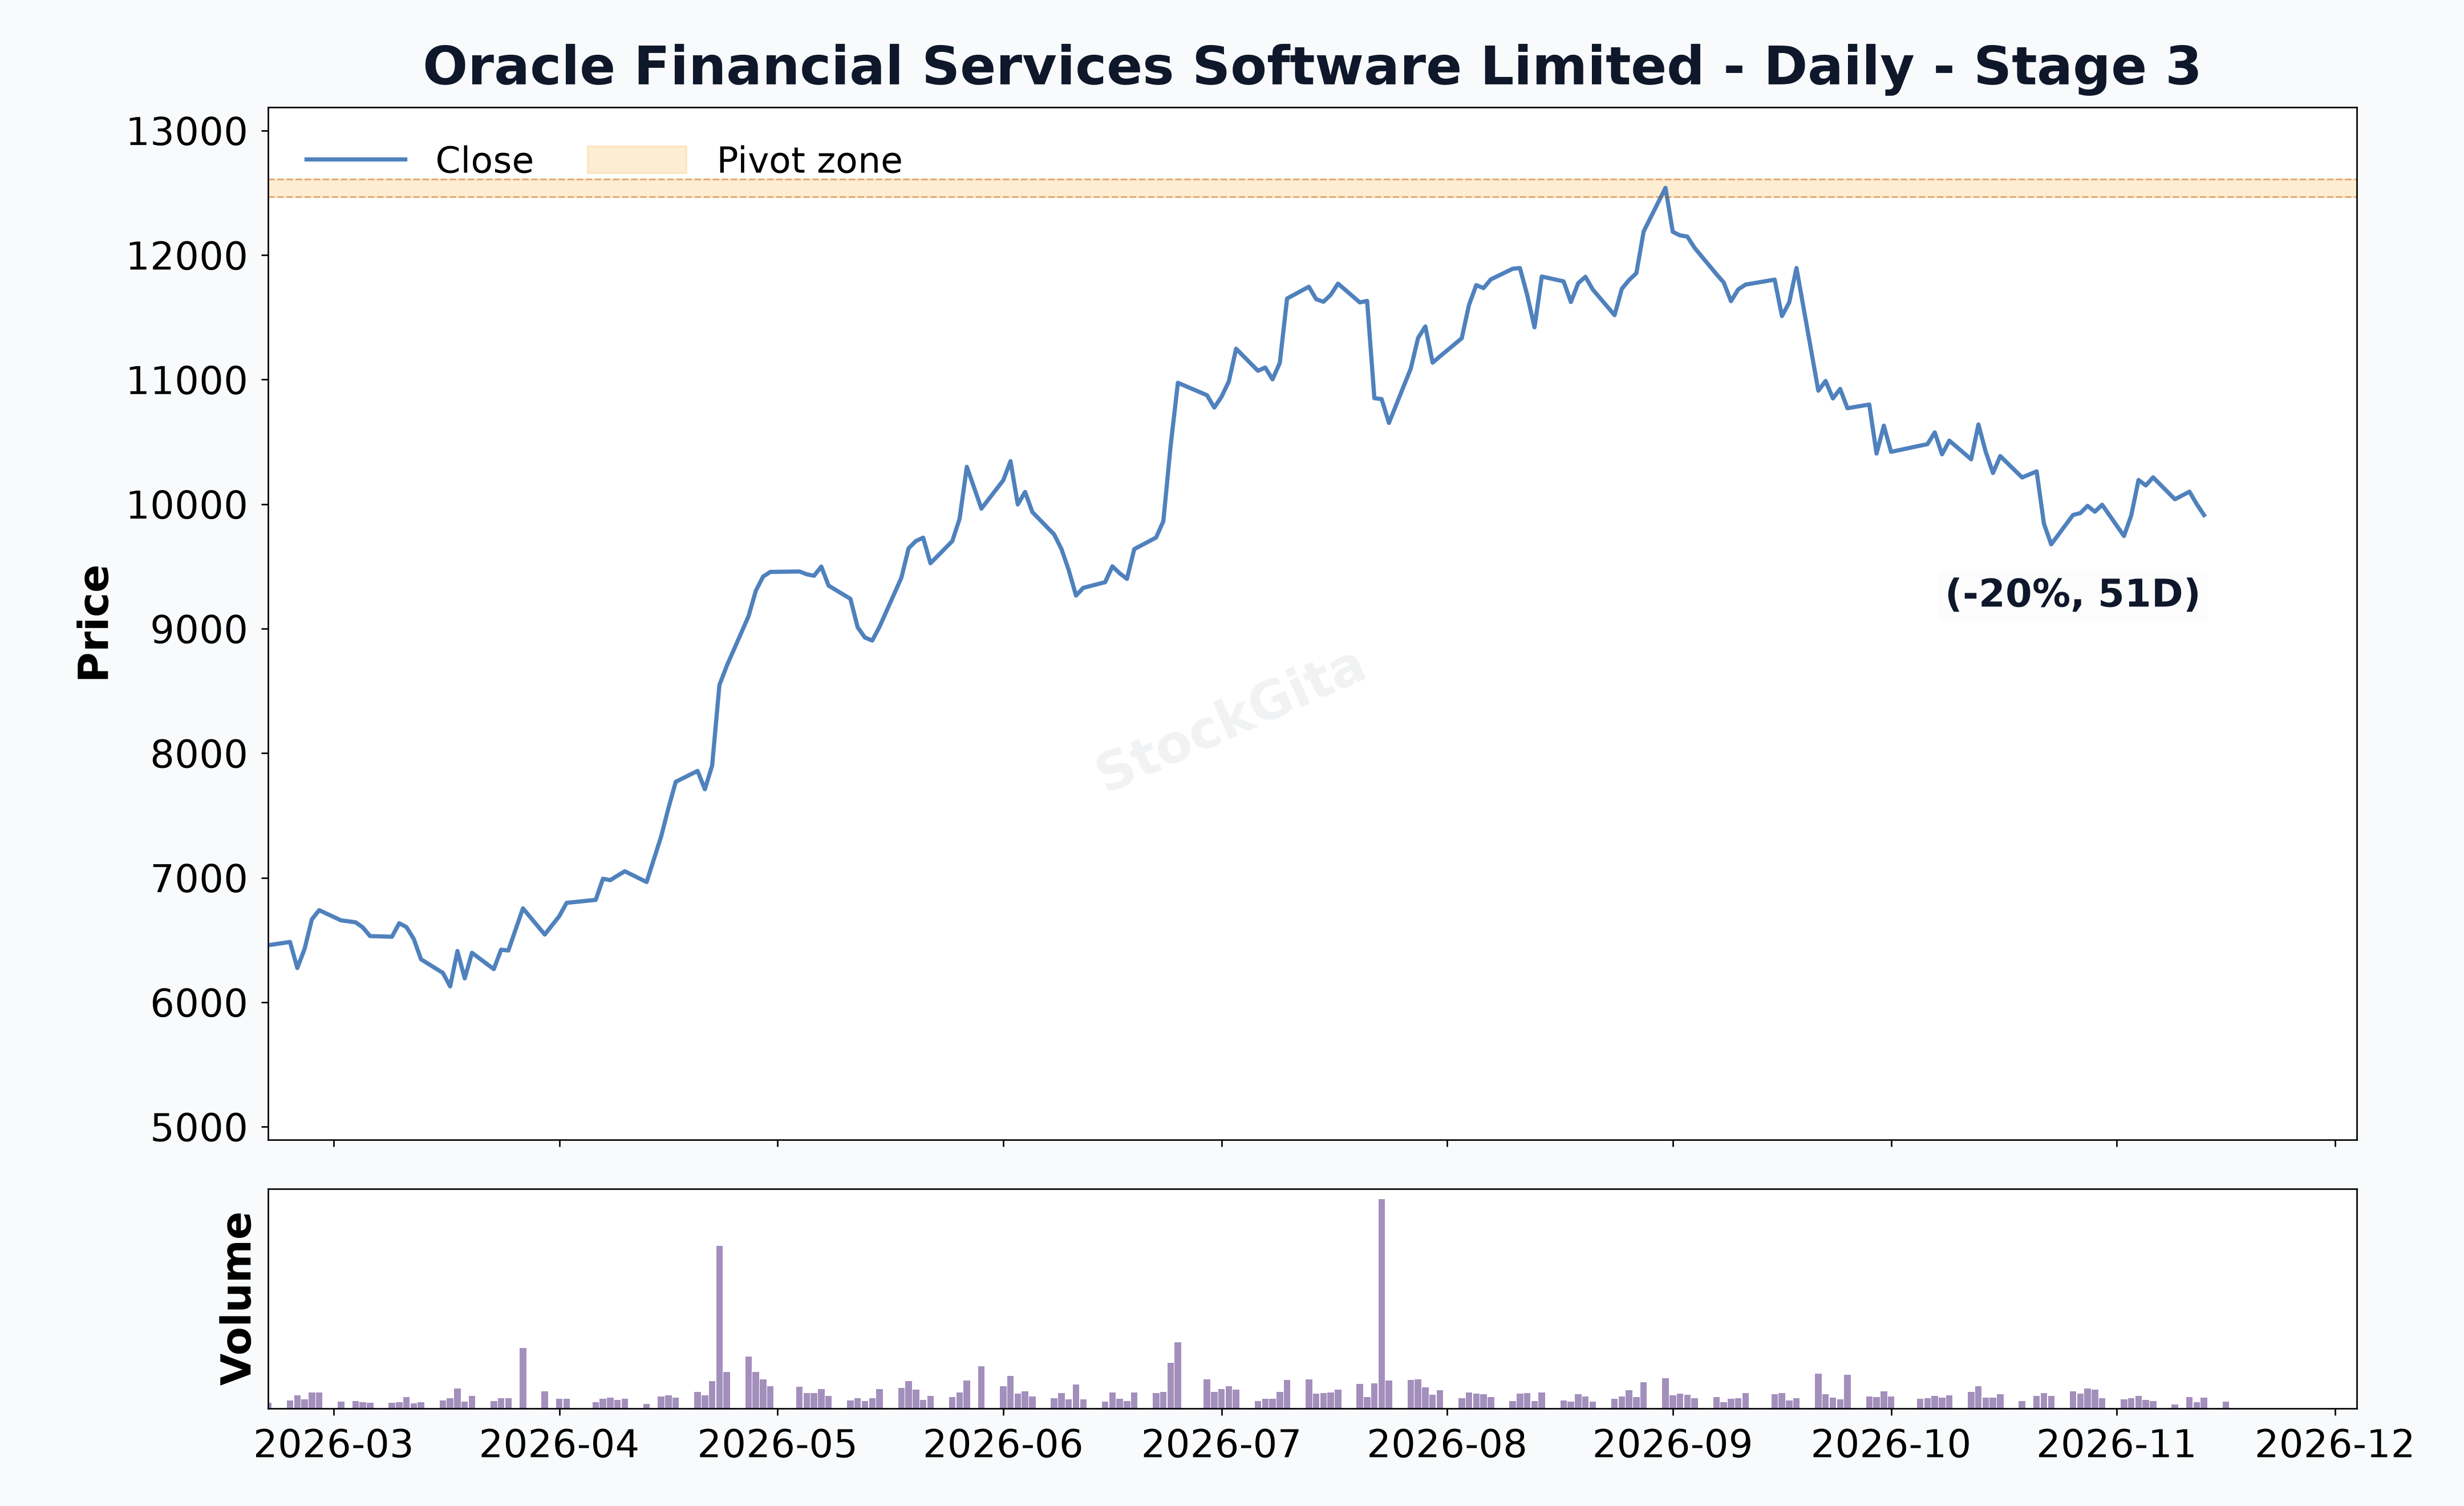 Oracle Financial Services Software Limited - Daily - Stage 3
13000
Close
Pivot zone
12000
11000
10000
9000
8000
7000
6000
5000
Price
(-20%, 51D)
StockGita
Volume
2026-03
2026-04
2026-05
2026-06
2026-07
2026-08
2026-09
2026-10
2026-11
2026-12